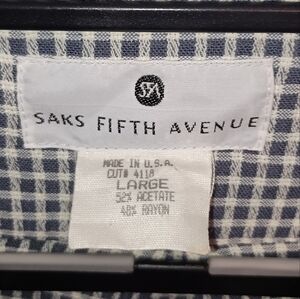 SFA
SAKS FIFTH AVENUE
MADE IN U.S.A.
CUT# 4118
LARGE
52% ACETATE
48% RAYON